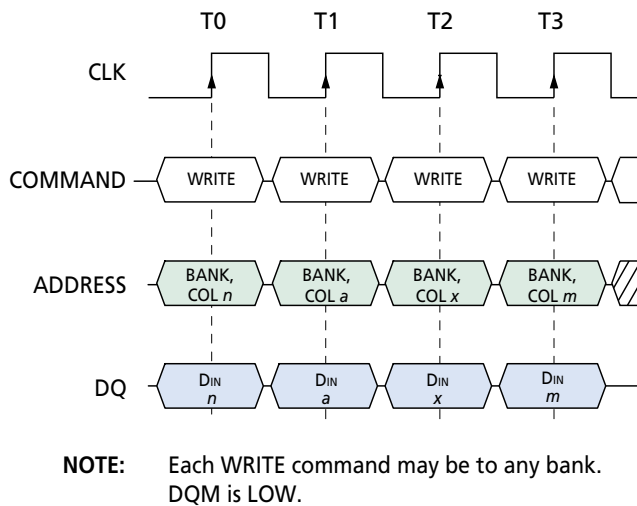 T0 T1 T2 T3
CLK
COMMAND WRITE WRITE WRITE WRITE
ADDRESS BANK, COL n BANK, COL a BANK, COL x BANK, COL m
DQ DIN n DIN a DIN x DIN m
NOTE: Each WRITE command may be to any bank.
DQM is LOW.